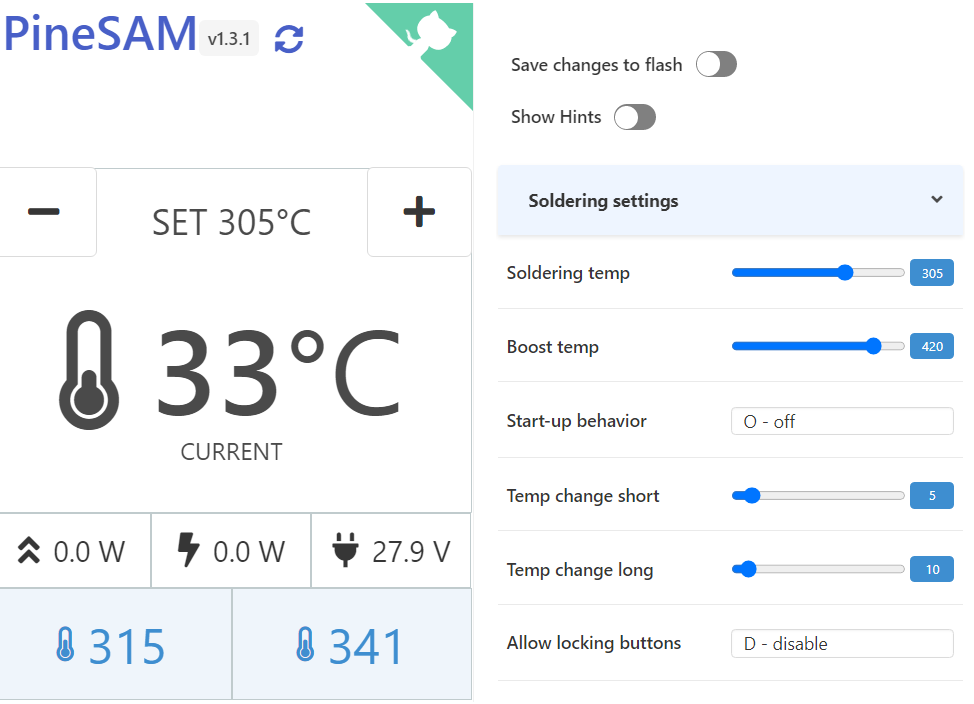 PineSAM v1.3.1
SET 305°C
33°C
CURRENT
0.0 W 0.0 W 27.9 V
315 341
Save changes to flash
Show Hints
Soldering settings
Soldering temp 305
Boost temp 420
Start-up behavior O - off
Temp change short 5
Temp change long 10
Allow locking buttons D - disable